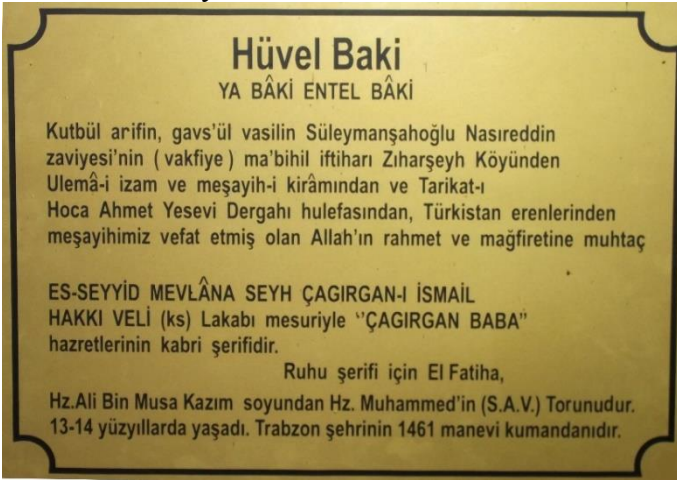 Hüvel Baki
YA BÂKİ ENTEL BÂKİ
Kutbül arifin, gavs'ül vasilin Süleymanşahoğlu Nasıreddin
zaviyesi'nin ( vakfiye ) ma'bihil iftiharı Zıharşeyh Köyünden
Ulemâ-i izam ve meşayih-i kirâmından ve Tarikat-ı
Hoca Ahmet Yesevi Dergahı hulefasından, Türkistan erenlerinden
meşayihimiz vefat etmiş olan Allah'ın rahmet ve mağfiretine muhtaç
ES-SEYYİD MEVLÂNA SEYH ÇAGIRGAN-I İSMAİL
HAKKI VELİ (ks) Lakabı mesuriyle “ÇAGIRGAN BABA”
hazretlerinin kabri şerifidir.
Ruhu şerifi için El Fatiha,
Hz.Ali Bin Musa Kazım soyundan Hz. Muhammed'in (S.A.V.) Torunudur.
13-14 yüzyıllarda yaşadı. Trabzon şehrinin 1461 manevi kumandanıdır.